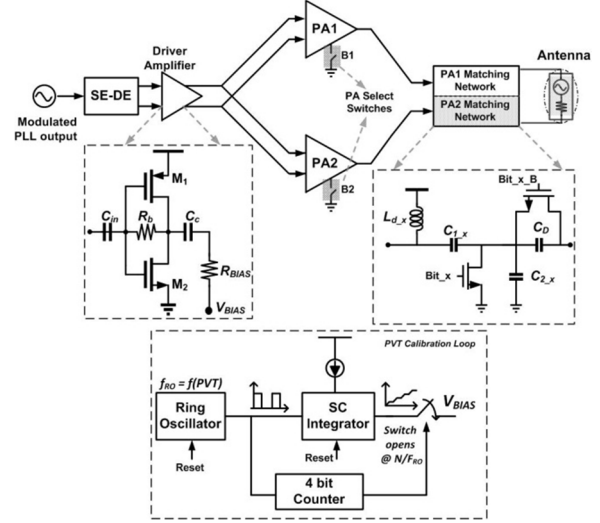 PA1
B1
Driver
Amplifier
SE-DE
Modulated
PLL output
PA Select
Switches
PA2
B2
Antenna
PA1 Matching
Network
PA2 Matching
Network
M1
Cin
Rb
Cc
M2
RBIAS
VBIAS
Bit_x_B
Ld_x
C1_x
CD
Bit_x
C2_x
PVT Calibration Loop
fRO = f(PVT)
Ring
Oscillator
Reset
SC
Integrator
Reset
VBIAS
Switch
opens
@ N/FRO
4 bit
Counter